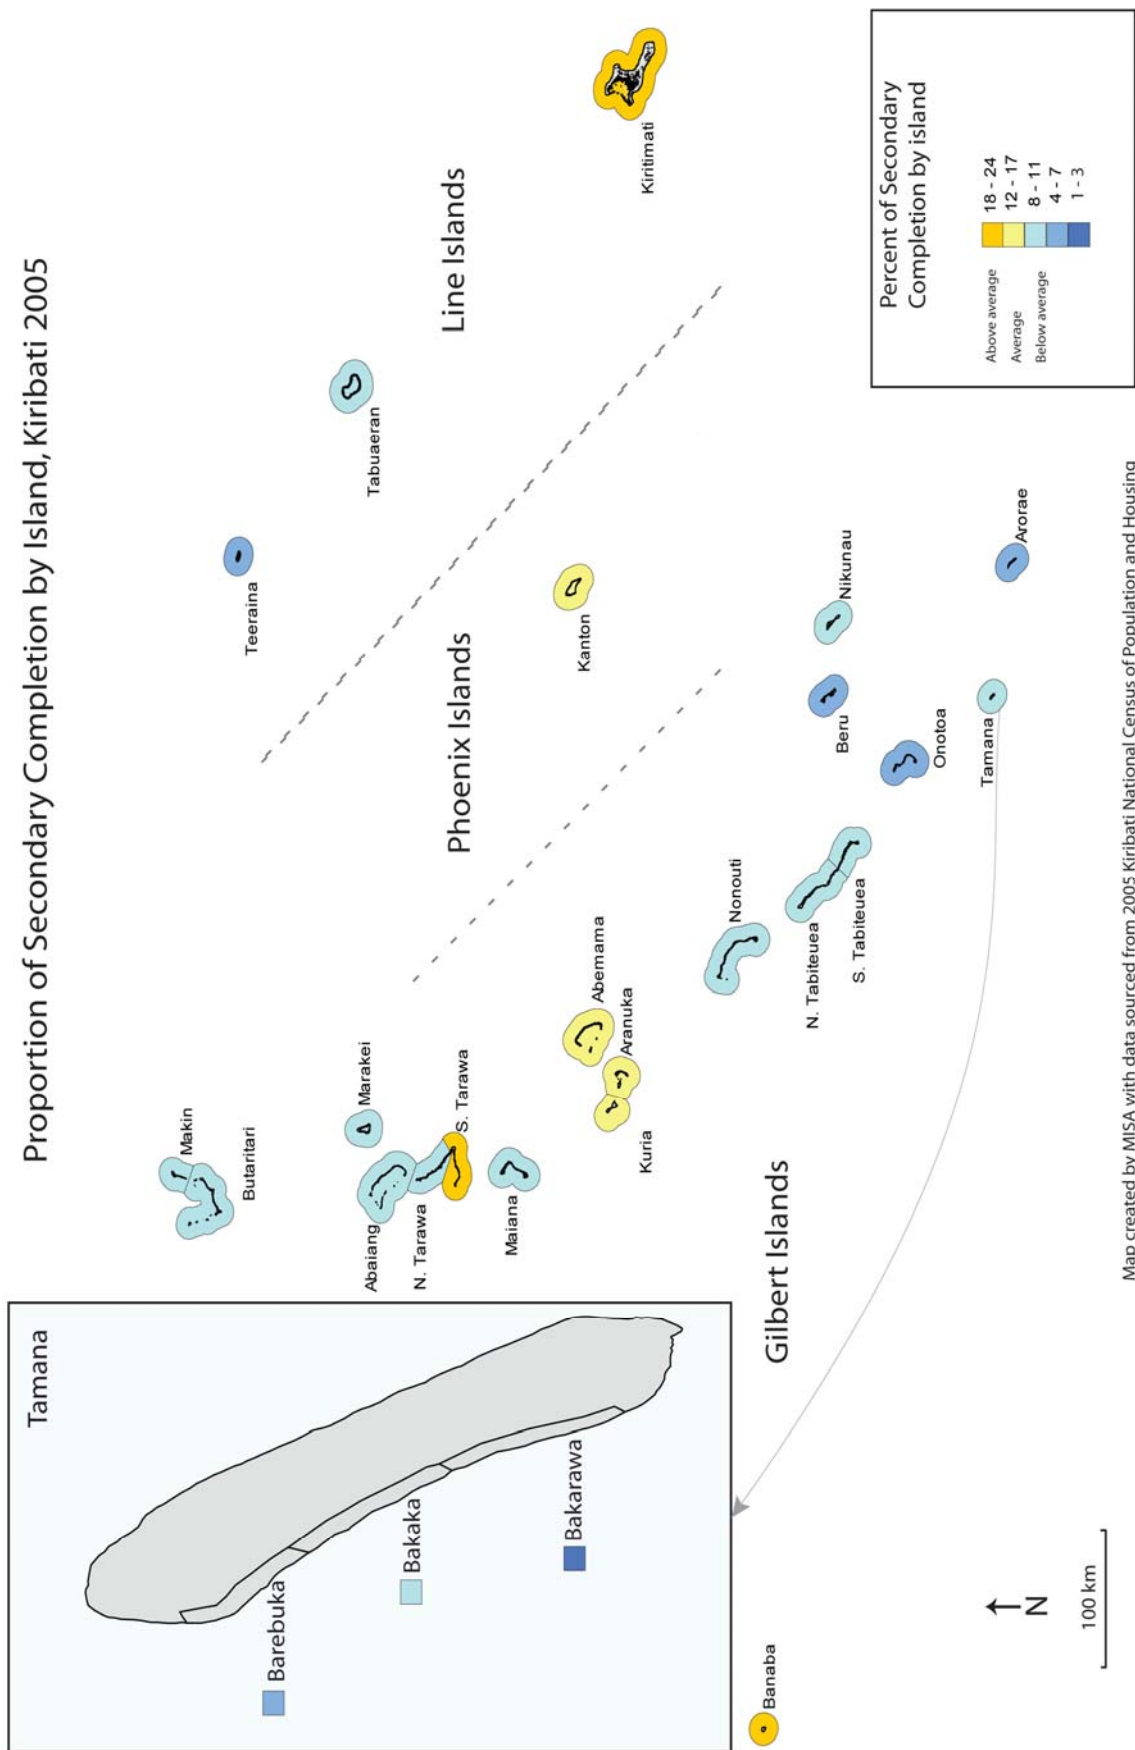 Proportion of Secondary Completion by Island, Kiribati 2005
Tamana
Barebuka
Bakaka
Bakarawa
Makin
Butaritari
Marakei
Abaiang
N. Tarawa
S. Tarawa
Maiana
Abemama
Aranuka
Kuria
Nonouti
N. Tabiteuea
S. Tabiteuea
Beru
Nikunau
Onotoa
Tamana
Arorae
Banaba
Gilbert Islands
Phoenix Islands
Kanton
Line Islands
Teeraina
Tabuaeran
Kiritimati
N
100 km
Percent of Secondary
Completion by island
Above average 18 - 24
Average 12 - 17
Below average 8 - 11
4 - 7
1 - 3
Map created by MISA with data sourced from 2005 Kiribati National Census of Population and Housing